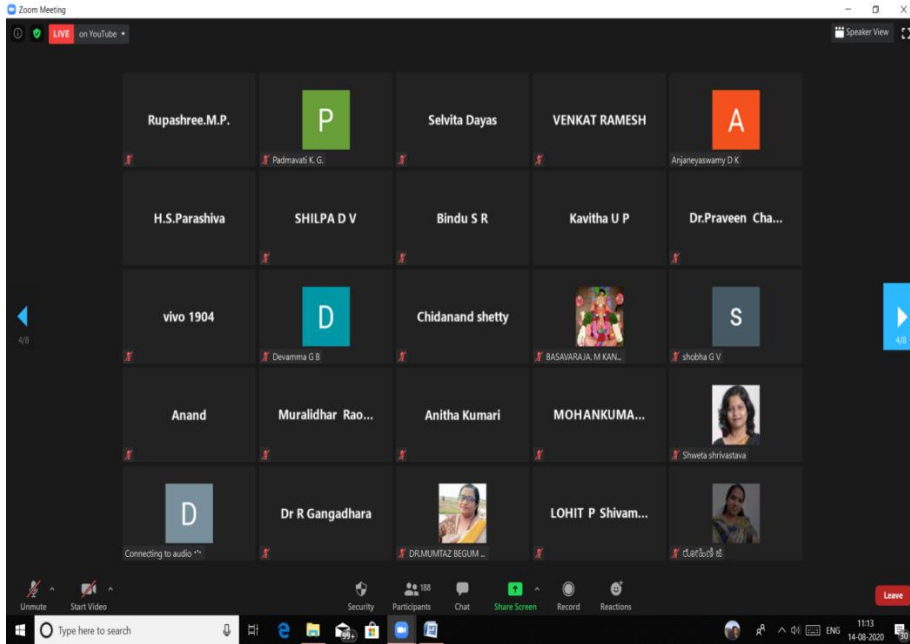 Zoom Meeting
LIVE on YouTube
Speaker View
Rupashree.M.P.
P
Padmavati K. G.
Selvita Dayas
VENKAT RAMESH
A
Anjaneyaswamy D K
H.S.Parashiva
SHILPA D V
Bindu S R
Kavitha U P
Dr.Praveen Cha...
4/8
vivo 1904
D
Devamma G B
Chidanand shetty
BASAVARAJA. M KAN...
S
shobha G V
4/8
Anand
Muralidhar Rao...
Anitha Kumari
MOHANKUMA...
Shweta shrivastava
D
Connecting to audio
Dr R Gangadhara
DR.MUMTAZ BEGUM ...
LOHIT P Shivam...
ರೋಹಿಣಿ ಜಿ
Unmute
Start Video
Security
188
Participants
Chat
Share Screen
Record
Reactions
Leave
Type here to search
99+
ENG
11:13
14-08-2020
30